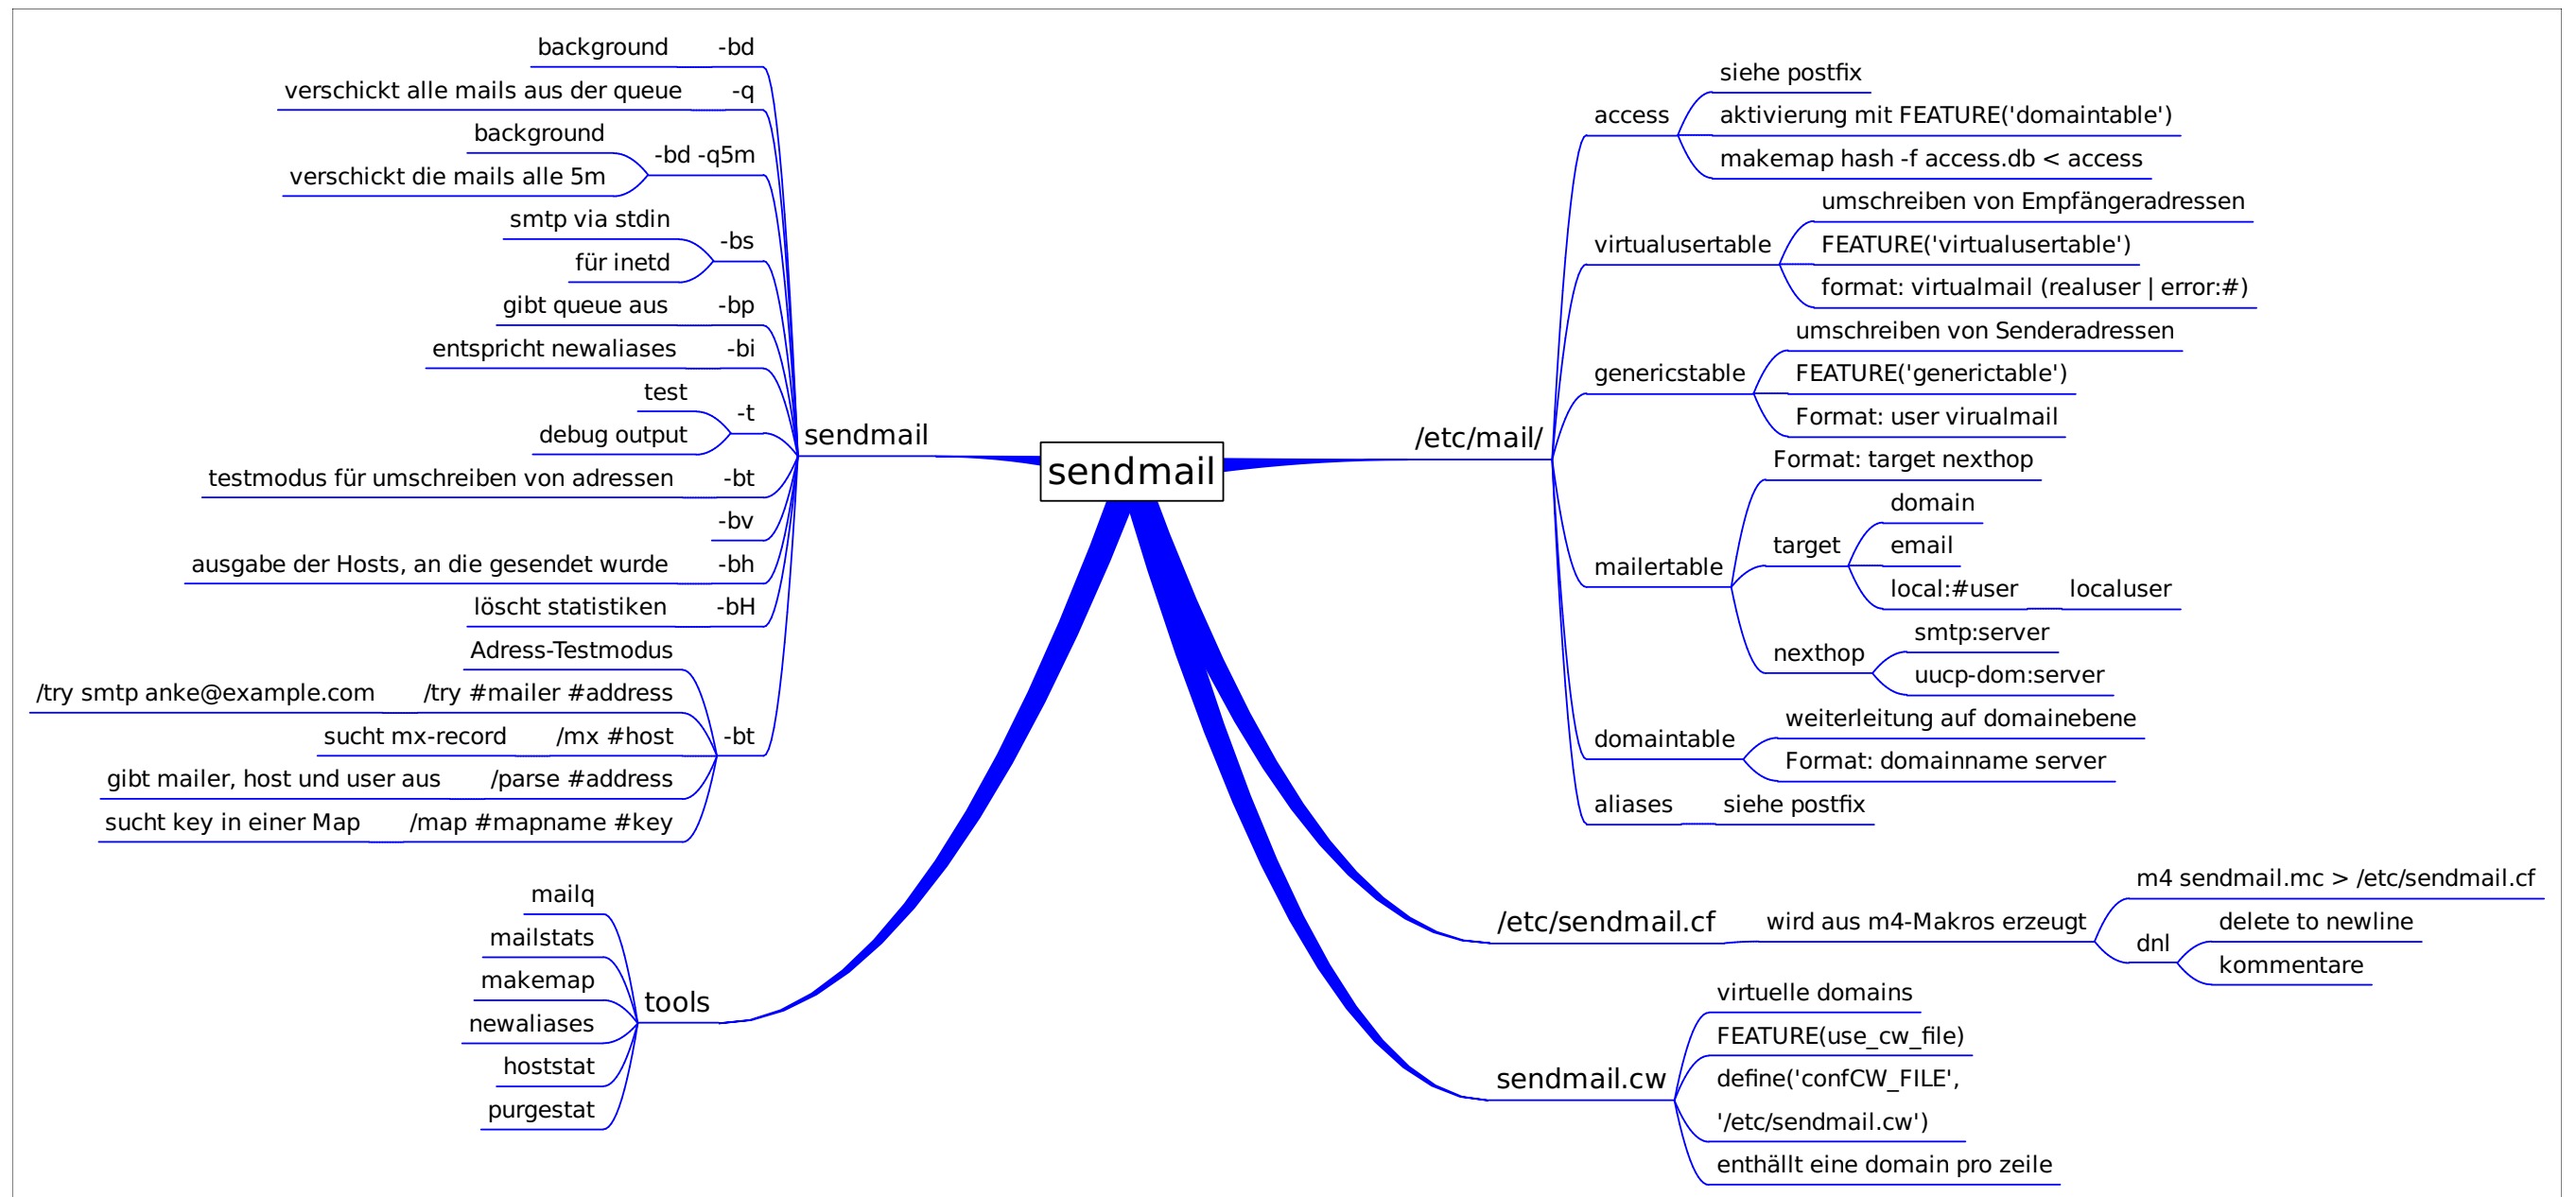 sendmail
sendmail
-bd
background
-q
verschickt alle mails aus der queue
-bd -q5m
background
verschickt die mails alle 5m
-bs
smtp via stdin
für inetd
-bp
gibt queue aus
-bi
entspricht newaliases
-t
test
debug output
-bt
testmodus für umschreiben von adressen
-bv
-bh
ausgabe der Hosts, an die gesendet wurde
-bH
löscht statistiken
-bt
Adress-Testmodus
/try #mailer #address
/try smtp anke@example.com
/mx #host
sucht mx-record
/parse #address
gibt mailer, host und user aus
/map #mapname #key
sucht key in einer Map
tools
mailq
mailstats
makemap
newaliases
hoststat
purgestat
/etc/mail/
access
siehe postfix
aktivierung mit FEATURE('domaintable')
makemap hash -f access.db < access
virtualusertable
umschreiben von Empfängeradressen
FEATURE('virtualusertable')
format: virtualmail (realuser | error:#)
genericstable
umschreiben von Senderadressen
FEATURE('generictable')
Format: user virualmail
mailertable
Format: target nexthop
target
domain
email
local:#user
localuser
nexthop
smtp:server
uucp-dom:server
domaintable
weiterleitung auf domainebene
Format: domainname server
aliases
siehe postfix
/etc/sendmail.cf
wird aus m4-Makros erzeugt
m4 sendmail.mc > /etc/sendmail.cf
dnl
delete to newline
kommentare
sendmail.cw
virtuelle domains
FEATURE(use_cw_file)
define('confCW_FILE',
'/etc/sendmail.cw')
enthällt eine domain pro zeile